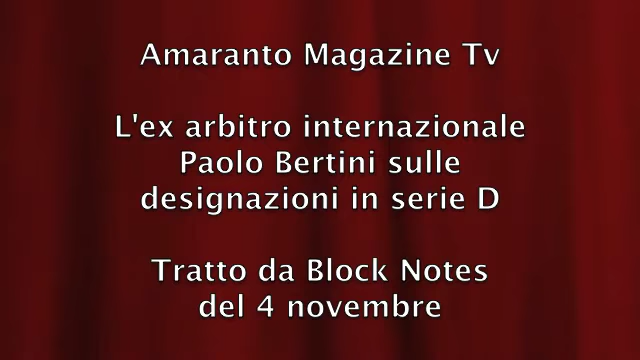 Amaranto Magazine Tv
L'ex arbitro internazionale
Paolo Bertini sulle
designazioni in serie D
Tratto da Block Notes
del 4 novembre